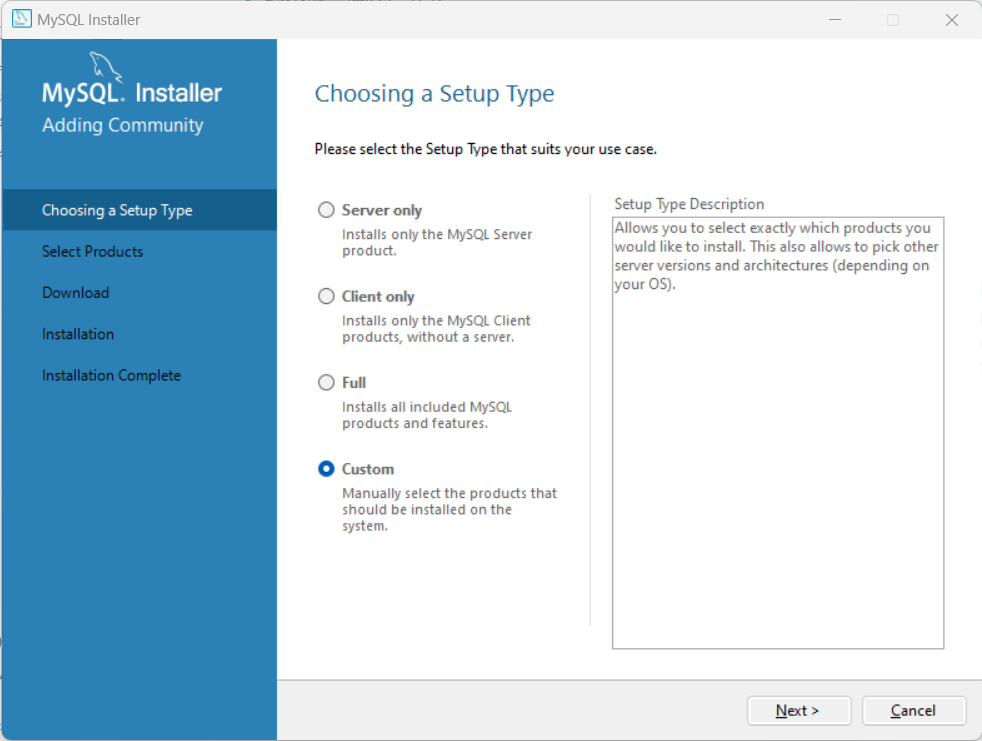 MySQL Installer
MySQL. Installer
Adding Community
Choosing a Setup Type
Select Products
Download
Installation
Installation Complete
Choosing a Setup Type
Please select the Setup Type that suits your use case.
Server only
Installs only the MySQL Server
product.
Client only
Installs only the MySQL Client
products, without a server.
Full
Installs all included MySQL
products and features.
Custom
Manually select the products that
should be installed on the
system.
Setup Type Description
Allows you to select exactly which products you
would like to install. This also allows to pick other
server versions and architectures (depending on
your OS).
Next >
Cancel